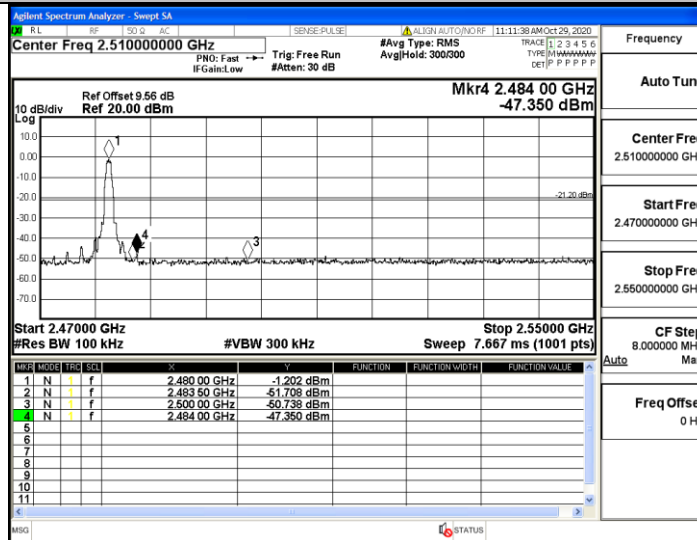 Agilent Spectrum Analyzer - Swept SA
RL RF 50 Ω AC SENSE:PULSE ALIGN AUTO/NO RF 11:11:38 AM Oct 29, 2020
Center Freq 2.510000000 GHz
PNO: Fast
IFGain:Low
Trig: Free Run
#Atten: 30 dB
#Avg Type: RMS
Avg|Hold: 300/300
TRACE 1 2 3 4 5 6
TYPE MWWWWW
DET P P P P P P
Ref Offset 9.56 dB
10 dB/div Ref 20.00 dBm
Log
Mkr4 2.484 00 GHz
-47.350 dBm
10.0
0.00
-10.0
-20.0
-30.0
-40.0
-50.0
-60.0
-70.0
1
4
3
-21.20 dBm
Start 2.47000 GHz Stop 2.55000 GHz
#Res BW 100 kHz #VBW 300 kHz Sweep 7.667 ms (1001 pts)
MKR MODE TRC SCL X Y FUNCTION FUNCTION WIDTH FUNCTION VALUE
1 N 1 f 2.480 00 GHz -1.202 dBm
2 N 1 f 2.483 50 GHz -51.708 dBm
3 N 1 f 2.500 00 GHz -50.738 dBm
4 N 1 f 2.484 00 GHz -47.350 dBm
5
6
7
8
9
10
11
MSG STATUS
Frequency
Auto Tun
Center Fre
2.510000000 GH
Start Fre
2.470000000 GH
Stop Fre
2.550000000 GH
CF Ste
8.000000 MH
Auto Ma
Freq Offse
0 H